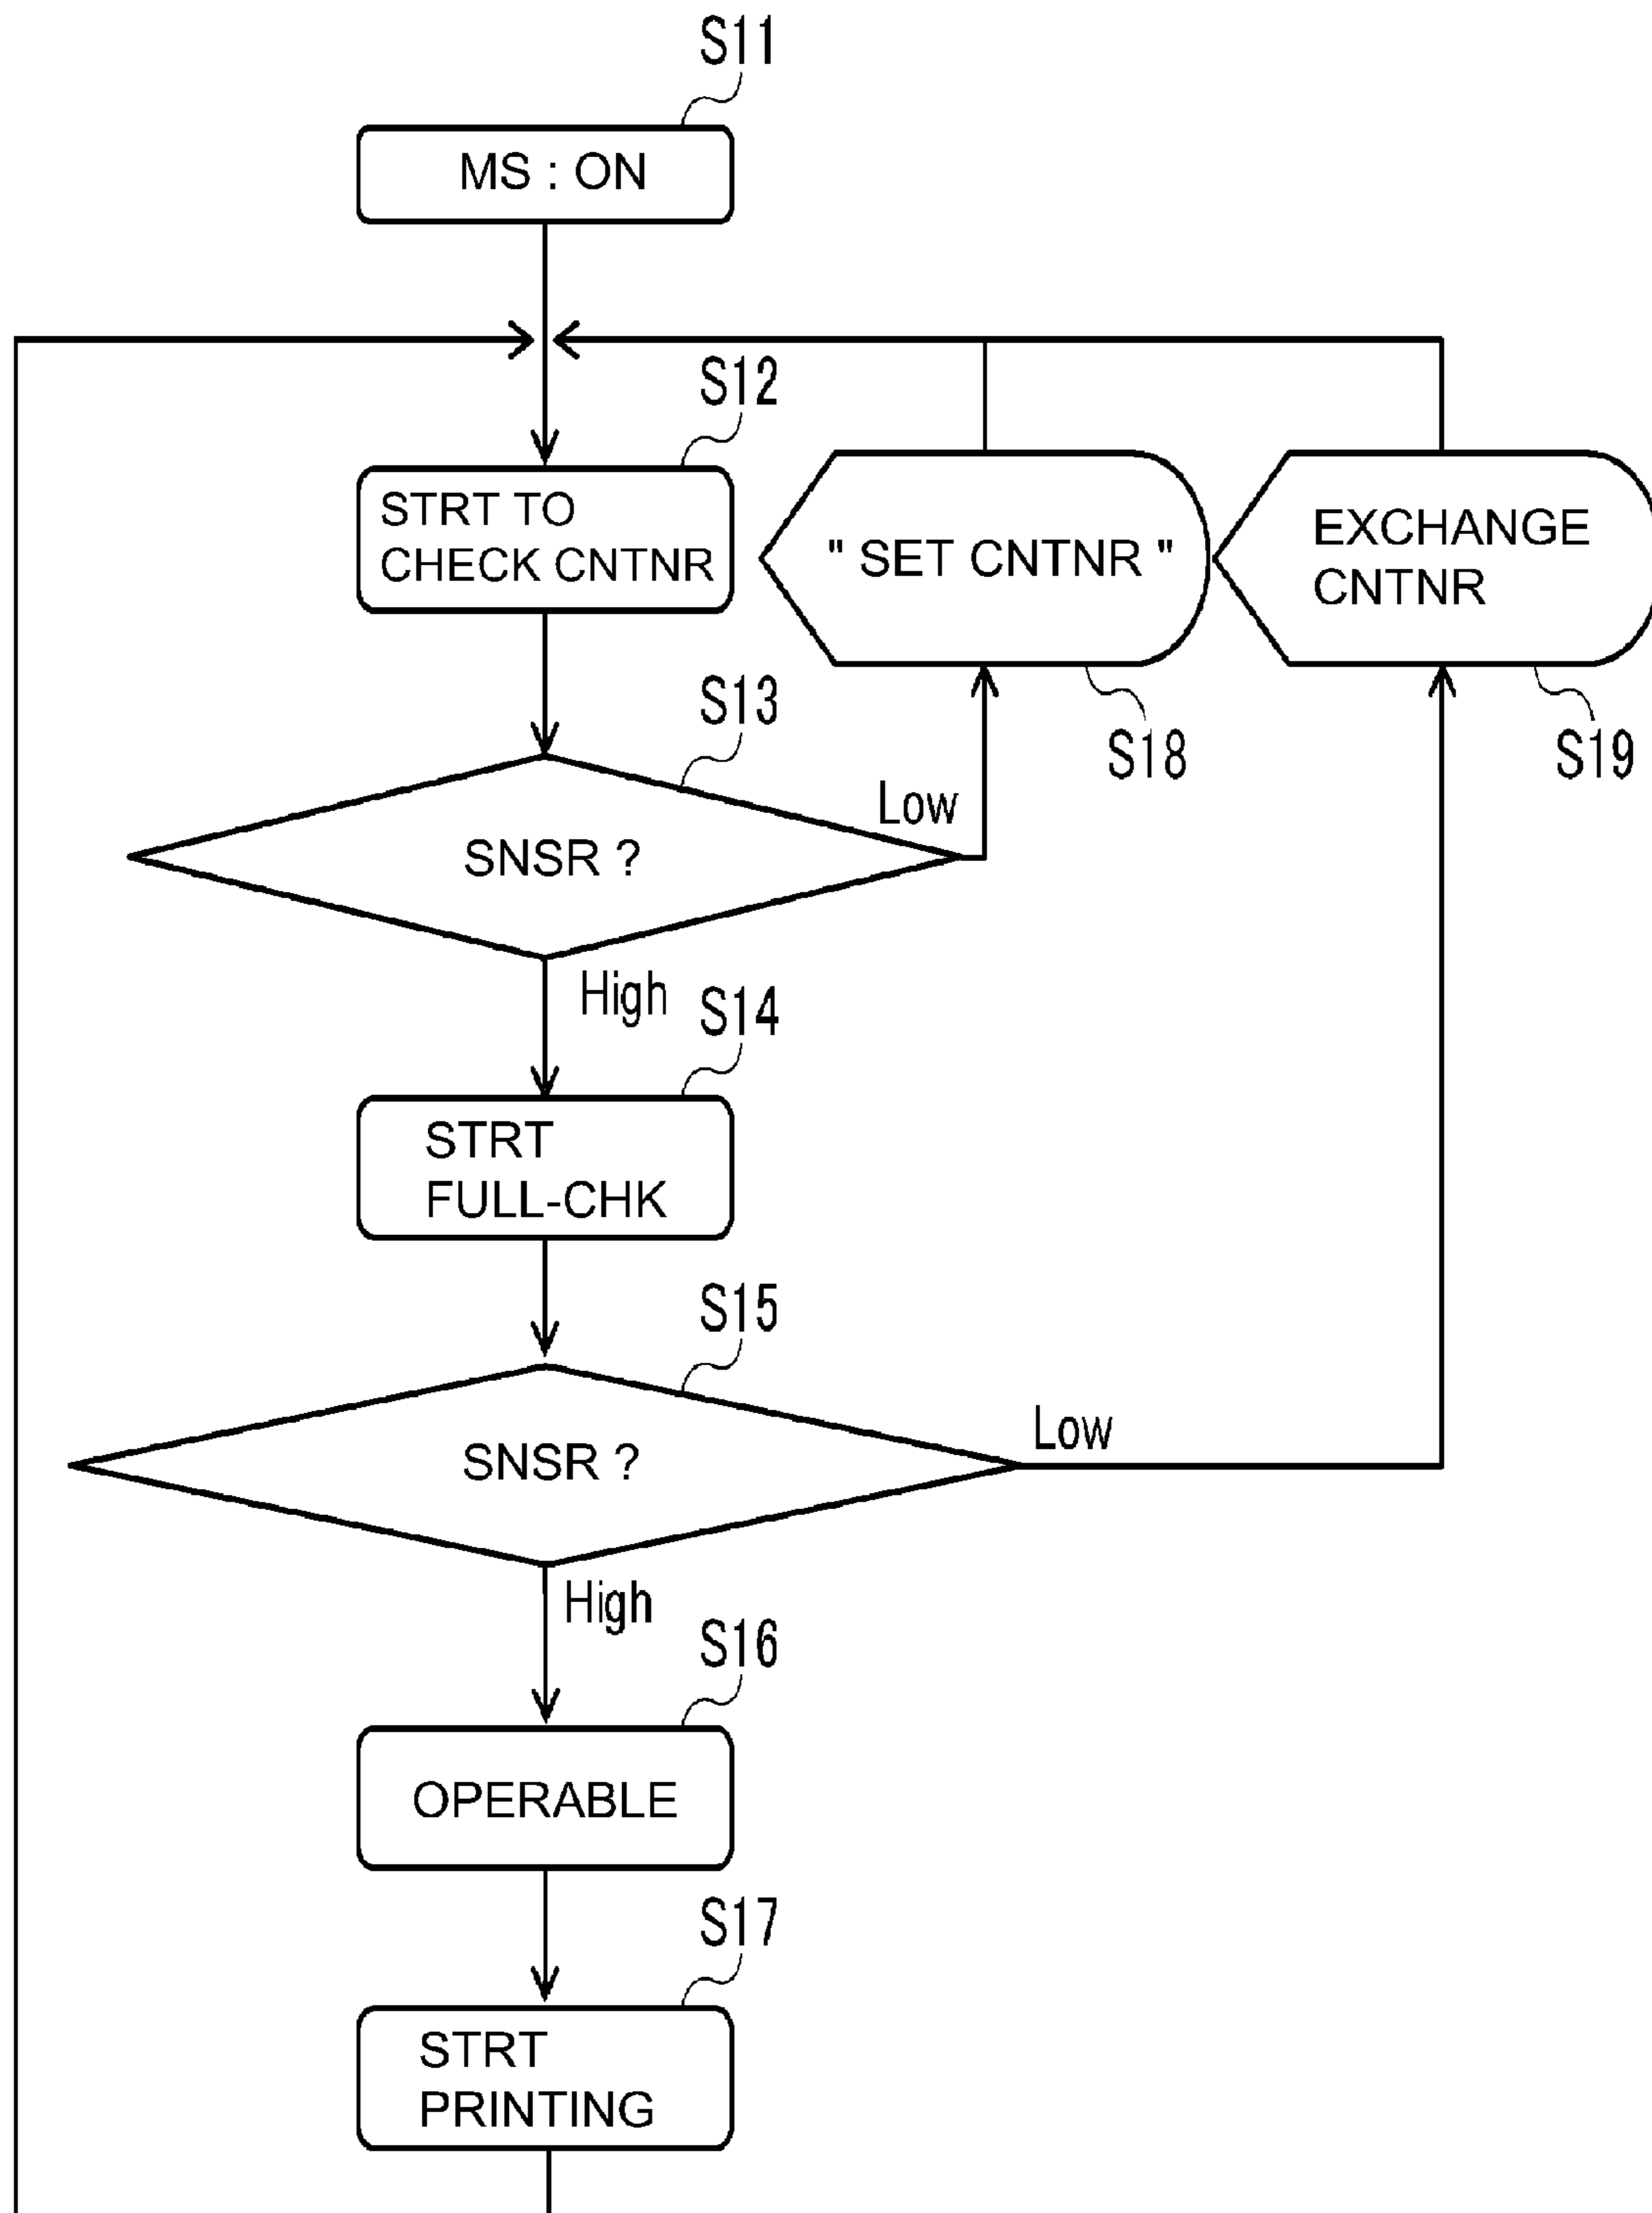 S11
MS : ON
S12
STRT TO
CHECK CNTNR
" SET CNTNR "
EXCHANGE
CNTNR
S13
S18
S19
Low
SNSR ?
High
S14
STRT
FULL-CHK
S15
Low
SNSR ?
High
S16
OPERABLE
S17
STRT
PRINTING